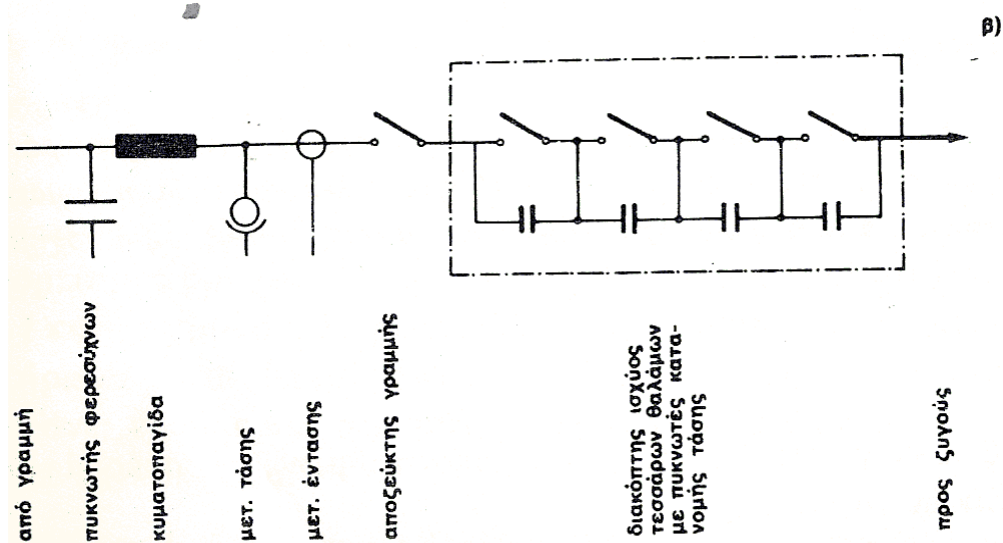 β)
από γραμμή
πυκνωτής φερεσύχνων
κυματοπαγίδα
μετ. τάσης
μετ. έντασης
αποζεύκτης γραμμής
διακόπτης ισχύος
τεσσάρων θαλάμων
με πυκνωτές κατα-
νομής τάσης
προς ζυγούς